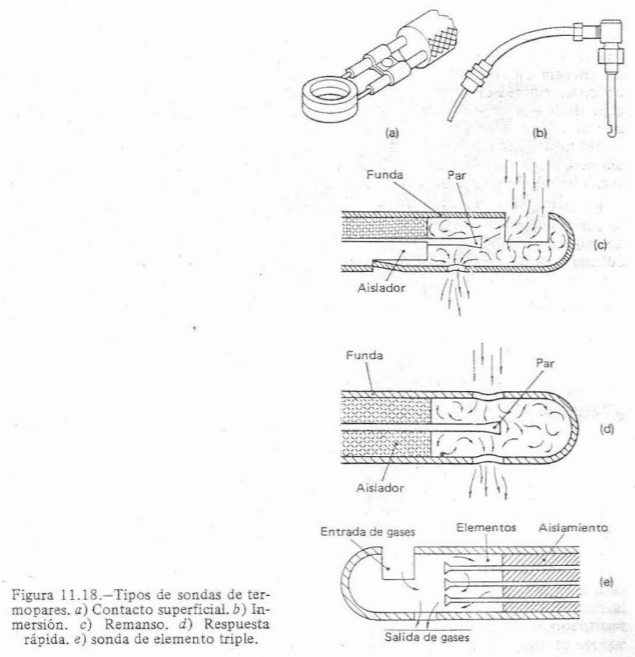 (a)
(b)
Funda
Par
(c)
Aislador
Funda
Par
(d)
Aislador
Entrada de gases
Elementos
Aislamiento
(e)
Salida de gases
Figura 11.18.—Tipos de sondas de ter-
mopares. a) Contacto superficial. b) In-
mersión. c) Remanso. d) Respuesta
rápida. e) sonda de elemento triple.